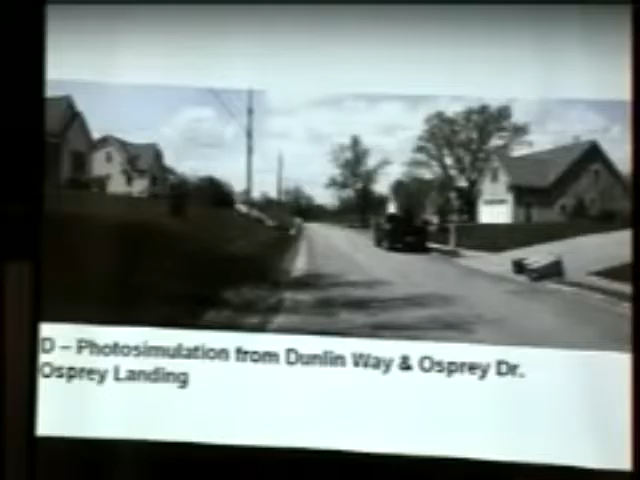 D – Photosimulation from Dunlin Way & Osprey Dr.
Osprey Landing